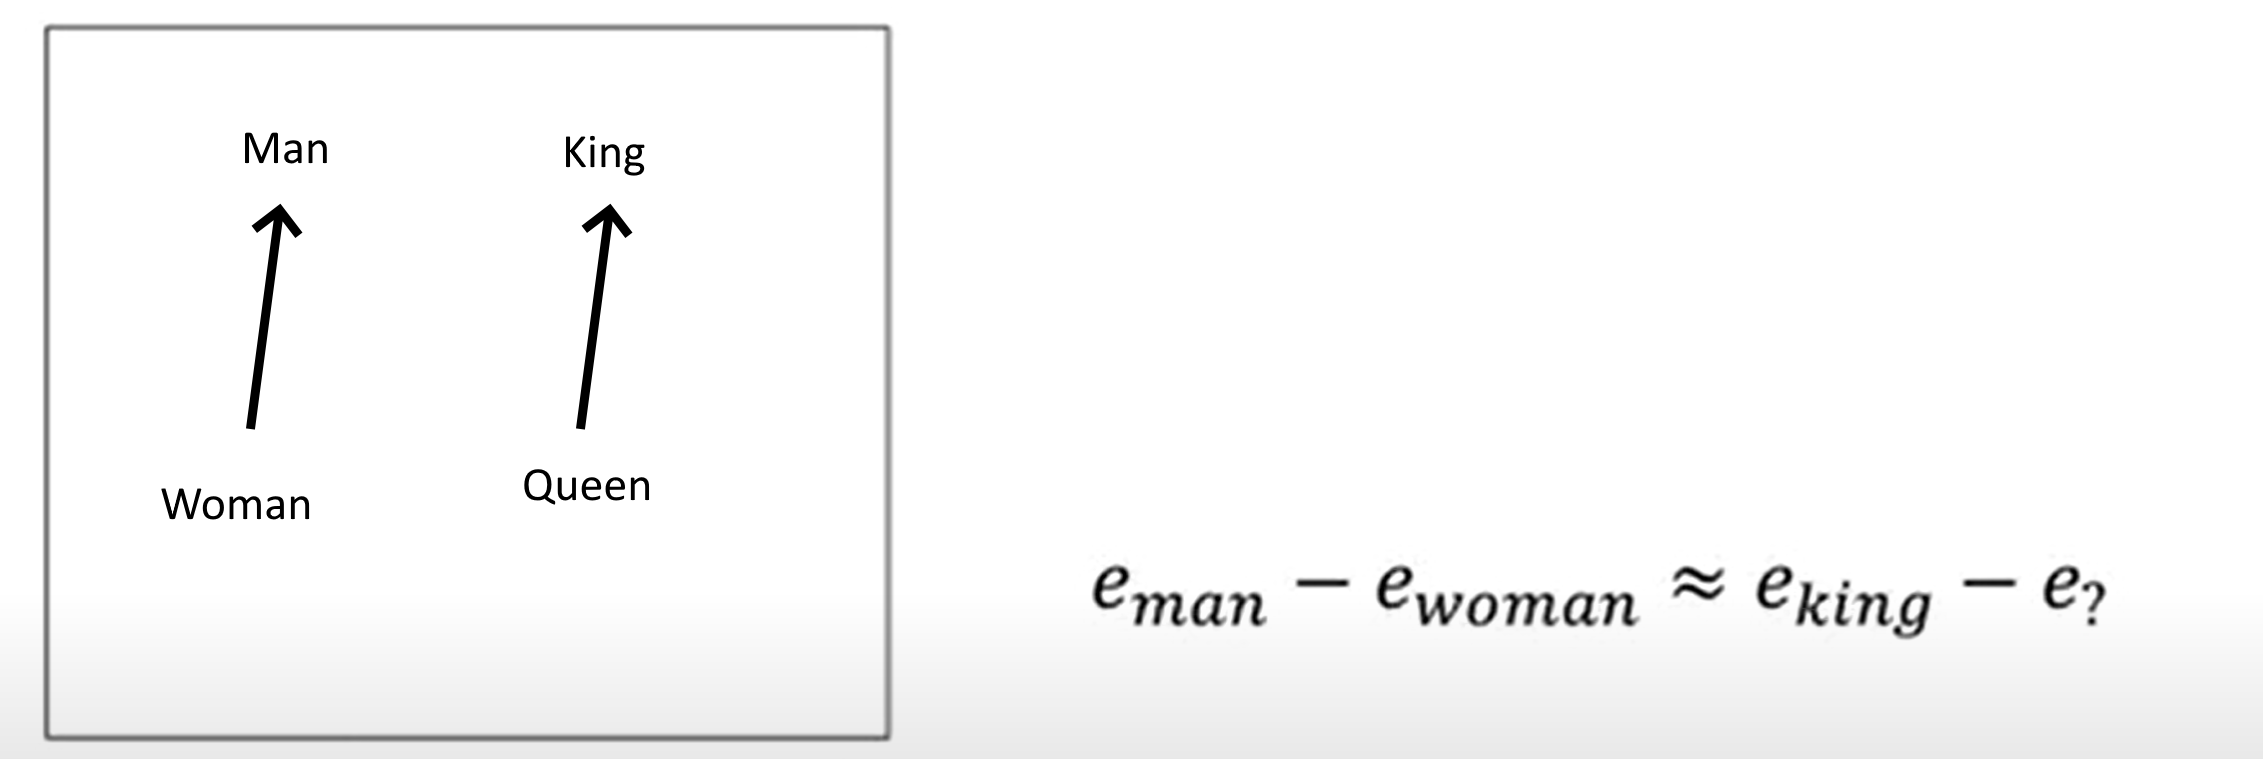 Man King
Woman Queen
e_man − e_woman ≈ e_king − e_?